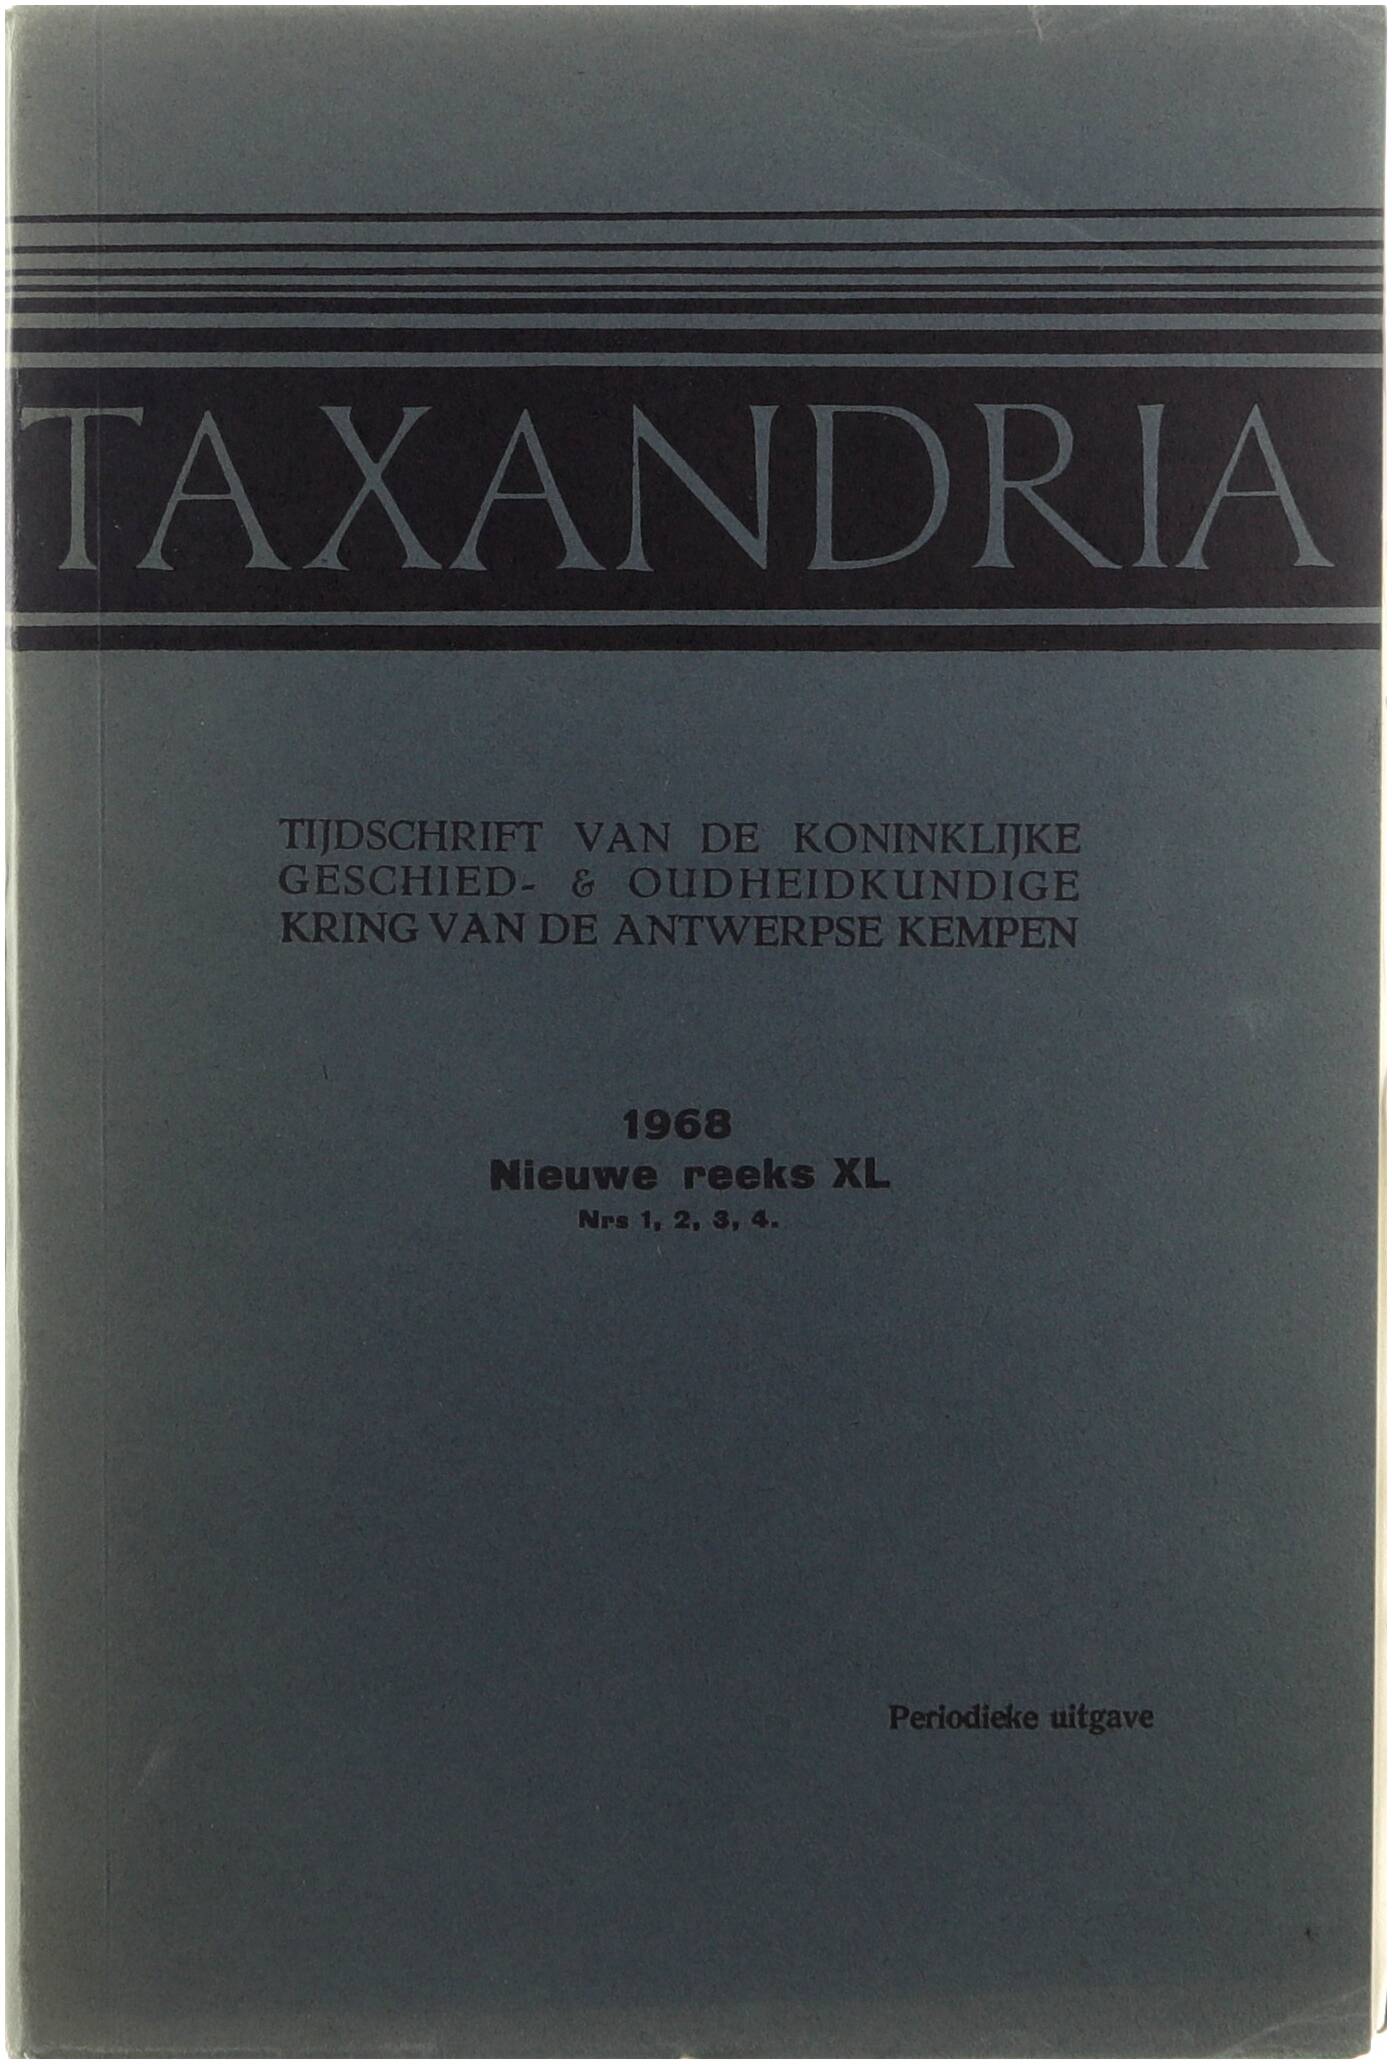 TAXANDRIA
TIJDSCHRIFT VAN DE KONINKLIJKE
GESCHIED- & OUDHEIDKUNDIGE
KRING VAN DE ANTWERPSE KEMPEN
1968
Nieuwe reeks XL
Nrs 1, 2, 3, 4.
Periodieke uitgave